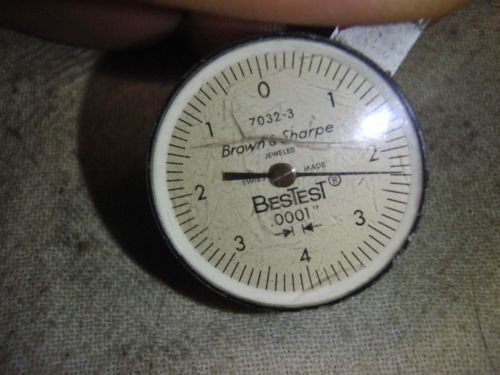 0
1 1
7032-3
Brown & Sharpe
JEWELED
2 2
SWISS MADE
BESTEST®
.0001"
3 3
4